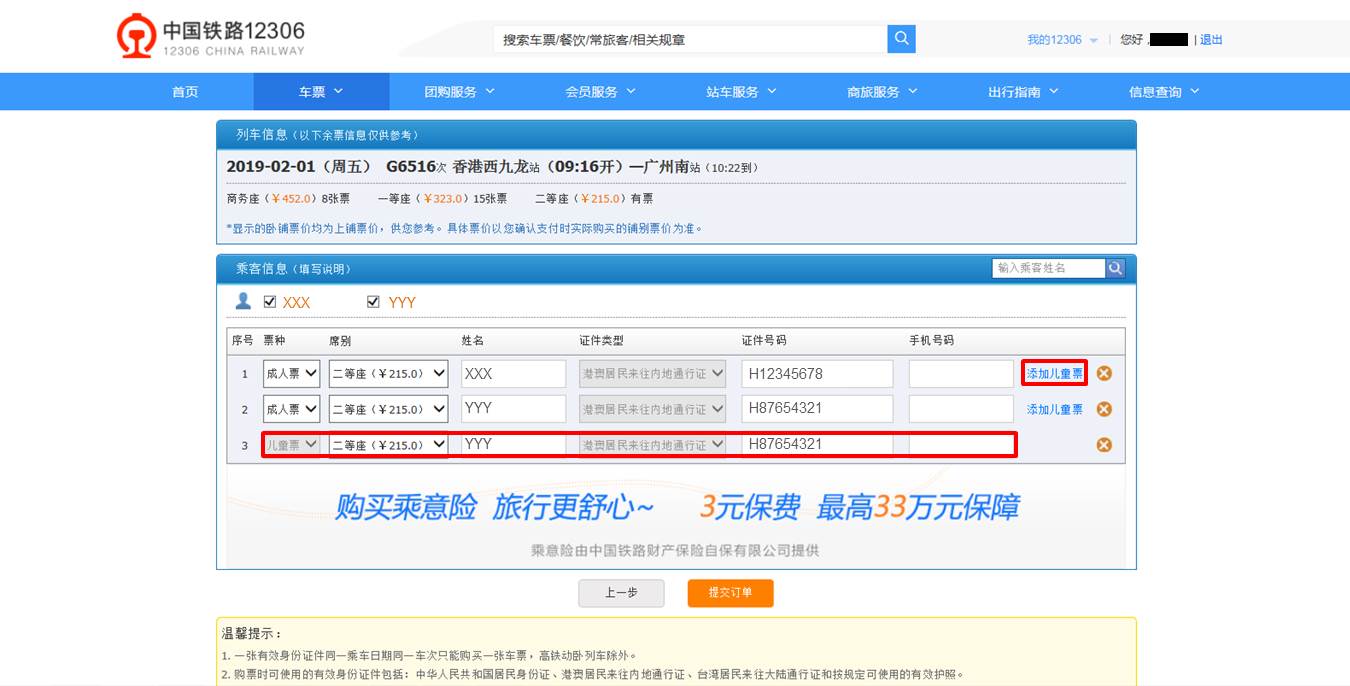 中国铁路12306
12306 CHINA RAILWAY
搜索车票/餐饮/常旅客/相关规章
我的12306 | 您好, | 退出
首页 车票 团购服务 会员服务 站车服务 商旅服务 出行指南 信息查询
列车信息（以下余票信息仅供参考）
2019-02-01（周五） G6516次 香港西九龙站（09:16开）—广州南站（10:22到）
商务座（￥452.0）8张票 一等座（￥323.0）15张票 二等座（￥215.0）有票
*显示的卧铺票价均为上铺票价，供您参考。具体票价以您确认支付时实际购买的铺别票价为准。
乘客信息（填写说明） 输入乘客姓名
XXX YYY
序号 票种 席别 姓名 证件类型 证件号码 手机号码
1 成人票 二等座（￥215.0） XXX 港澳居民来往内地通行证 H12345678 添加儿童票
2 成人票 二等座（￥215.0） YYY 港澳居民来往内地通行证 H87654321 添加儿童票
3 儿童票 二等座（￥215.0） YYY 港澳居民来往内地通行证 H87654321
购买乘意险 旅行更舒心~ 3元保费 最高33万元保障
乘意险由中国铁路财产保险自保有限公司提供
上一步 提交订单
温馨提示：
1. 一张有效身份证件同一乘车日期同一车次只能购买一张车票，高铁动卧列车除外。
2. 购票时可使用的有效身份证件包括：中华人民共和国居民身份证、港澳居民来往内地通行证、台湾居民来往大陆通行证和按规定可使用的有效护照。